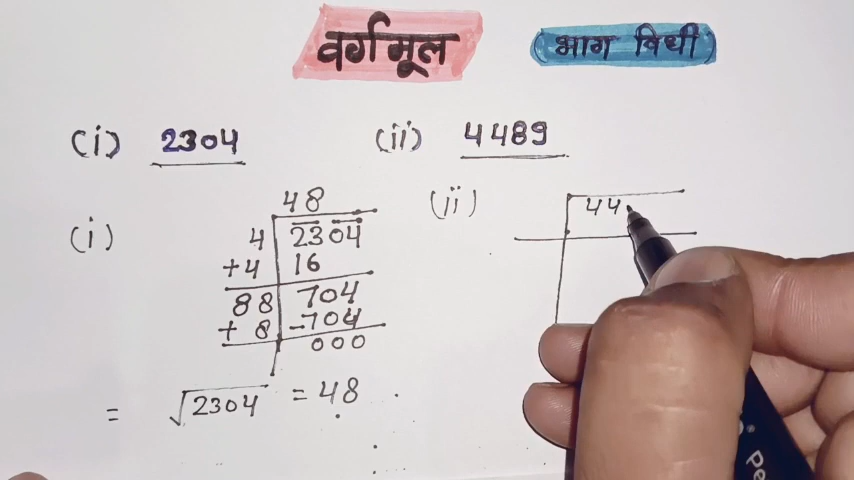 वर्गमूल
भाग विधी
(i) 2304
(ii) 4489
(i)
48
4 2304
+4 16
88 704
+ 8 -704
000
= √2304 = 48
(ii)
44